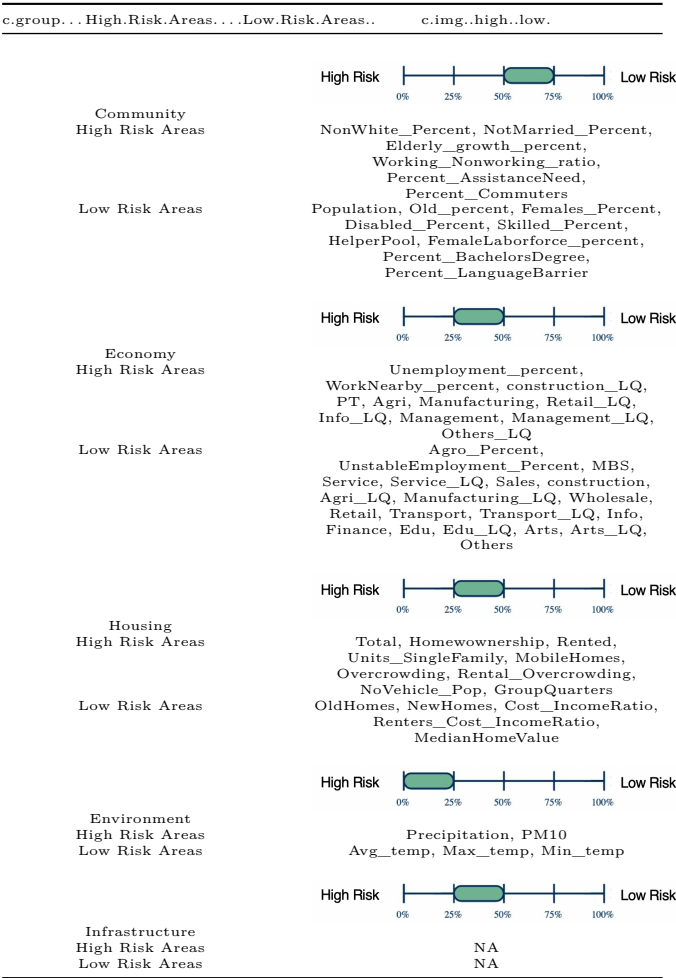 c.group...High.Risk.Areas....Low.Risk.Areas.. c.img..high..low.
High Risk Low Risk
0% 25% 50% 75% 100%
Community
High Risk Areas NonWhite_Percent, NotMarried_Percent,
Elderly_growth_percent,
Working_Nonworking_ratio,
Percent_AssistanceNeed,
Percent_Commuters
Low Risk Areas Population, Old_percent, Females_Percent,
Disabled_Percent, Skilled_Percent,
HelperPool, FemaleLaborforce_percent,
Percent_BachelorsDegree,
Percent_LanguageBarrier
High Risk Low Risk
0% 25% 50% 75% 100%
Economy
High Risk Areas Unemployment_percent,
WorkNearby_percent, construction_LQ,
PT, Agri, Manufacturing, Retail_LQ,
Info_LQ, Management, Management_LQ,
Others_LQ
Low Risk Areas Agro_Percent,
UnstableEmployment_Percent, MBS,
Service, Service_LQ, Sales, construction,
Agri_LQ, Manufacturing_LQ, Wholesale,
Retail, Transport, Transport_LQ, Info,
Finance, Edu, Edu_LQ, Arts, Arts_LQ,
Others
High Risk Low Risk
0% 25% 50% 75% 100%
Housing
High Risk Areas Total, Homewownership, Rented,
Units_SingleFamily, MobileHomes,
Overcrowding, Rental_Overcrowding,
NoVehicle_Pop, GroupQuarters
Low Risk Areas OldHomes, NewHomes, Cost_IncomeRatio,
Renters_Cost_IncomeRatio,
MedianHomeValue
High Risk Low Risk
0% 25% 50% 75% 100%
Environment
High Risk Areas Precipitation, PM10
Low Risk Areas Avg_temp, Max_temp, Min_temp
High Risk Low Risk
0% 25% 50% 75% 100%
Infrastructure
High Risk Areas NA
Low Risk Areas NA